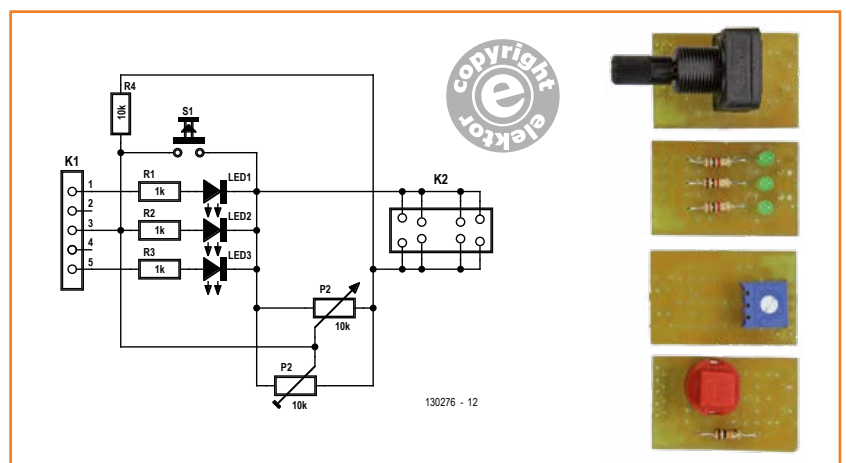 R4
10k
S1
K1
1
2
3
4
5
R1
1k
R2
1k
R3
1k
LED1
LED2
LED3
K2
P2
10k
P2
10k
130276 - 12
copyright
e
elektor